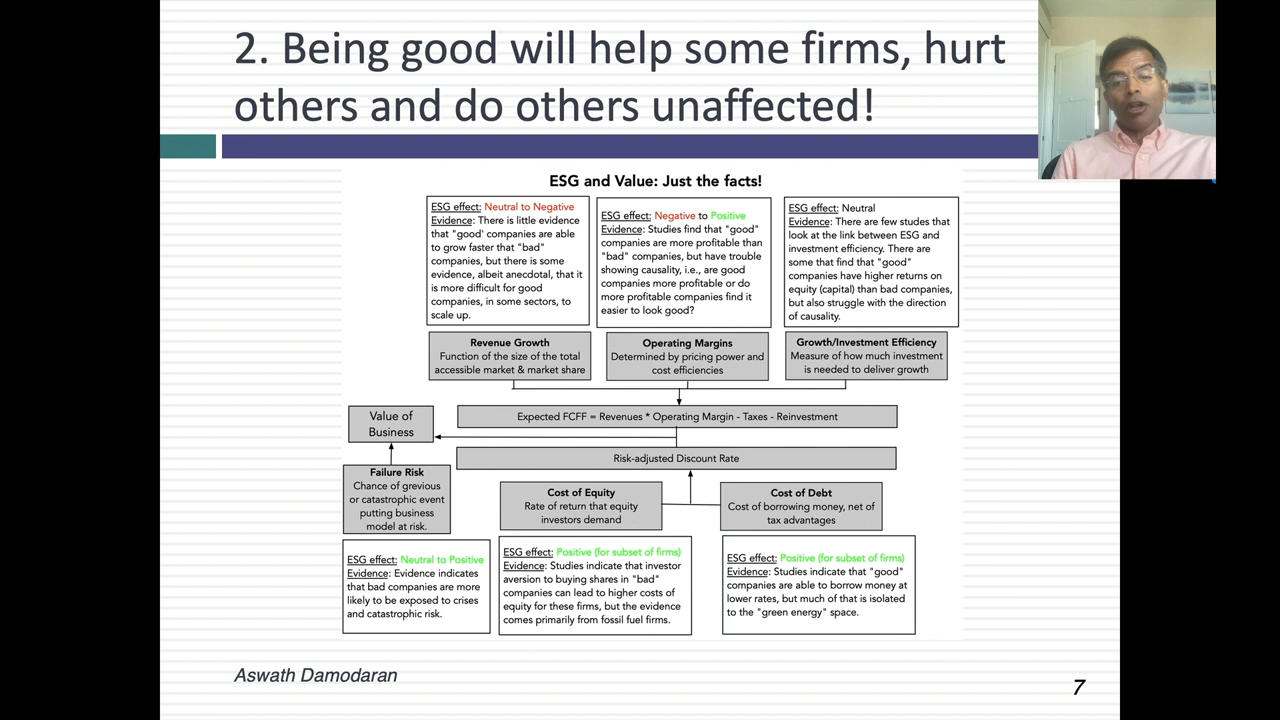 2. Being good will help some firms, hurt
others and do others unaffected!
ESG and Value: Just the facts!
ESG effect: Neutral to Negative
Evidence: There is little evidence
that "good' companies are able
to grow faster that "bad"
companies, but there is some
evidence, albeit anecdotal, that it
is more difficult for good
companies, in some sectors, to
scale up.
ESG effect: Negative to Positive
Evidence: Studies find that "good"
companies are more profitable than
"bad" companies, but have trouble
showing causality, i.e., are good
companies more profitable or do
more profitable companies find it
easier to look good?
ESG effect: Neutral
Evidence: There are few studes that
look at the link between ESG and
investment efficiency. There are
some that find that "good"
companies have higher returns on
equity (capital) than bad companies,
but also struggle with the direction
of causality.
Revenue Growth
Function of the size of the total
accessible market & market share
Operating Margins
Determined by pricing power and
cost efficiencies
Growth/Investment Efficiency
Measure of how much investment
is needed to deliver growth
Value of
Business
Expected FCFF = Revenues * Operating Margin - Taxes - Reinvestment
Risk-adjusted Discount Rate
Failure Risk
Chance of grevious
or catastrophic event
putting business
model at risk.
Cost of Equity
Rate of return that equity
investors demand
Cost of Debt
Cost of borrowing money, net of
tax advantages
ESG effect: Neutral to Positive
Evidence: Evidence indicates
that bad companies are more
likely to be exposed to crises
and catastrophic risk.
ESG effect: Positive (for subset of firms)
Evidence: Studies indicate that investor
aversion to buying shares in "bad"
companies can lead to higher costs of
equity for these firms, but the evidence
comes primarily from fossil fuel firms.
ESG effect: Positive (for subset of firms)
Evidence: Studies indicate that "good"
companies are able to borrow money at
lower rates, but much of that is isolated
to the "green energy" space.
Aswath Damodaran
7